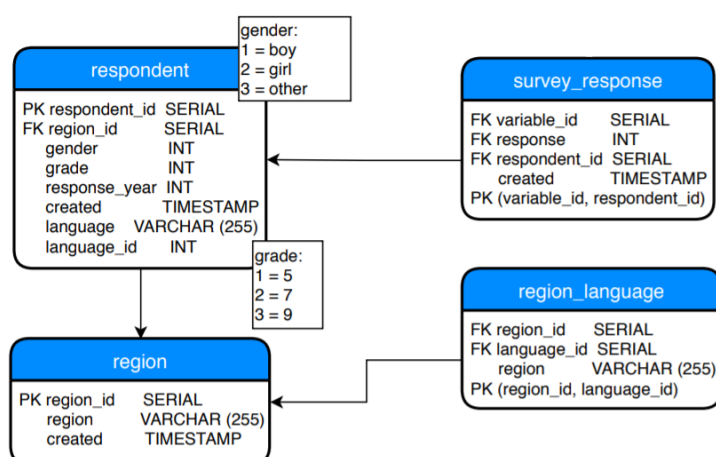 gender:
1 = boy
2 = girl
3 = other
respondent
PK respondent_id SERIAL
FK region_id SERIAL
gender INT
grade INT
response_year INT
created TIMESTAMP
language VARCHAR (255)
language_id INT
grade:
1 = 5
2 = 7
3 = 9
survey_response
FK variable_id SERIAL
FK response INT
FK respondent_id SERIAL
created TIMESTAMP
PK (variable_id, respondent_id)
region
PK region_id SERIAL
region VARCHAR (255)
created TIMESTAMP
region_language
FK region_id SERIAL
FK language_id SERIAL
region VARCHAR (255)
PK (region_id, language_id)